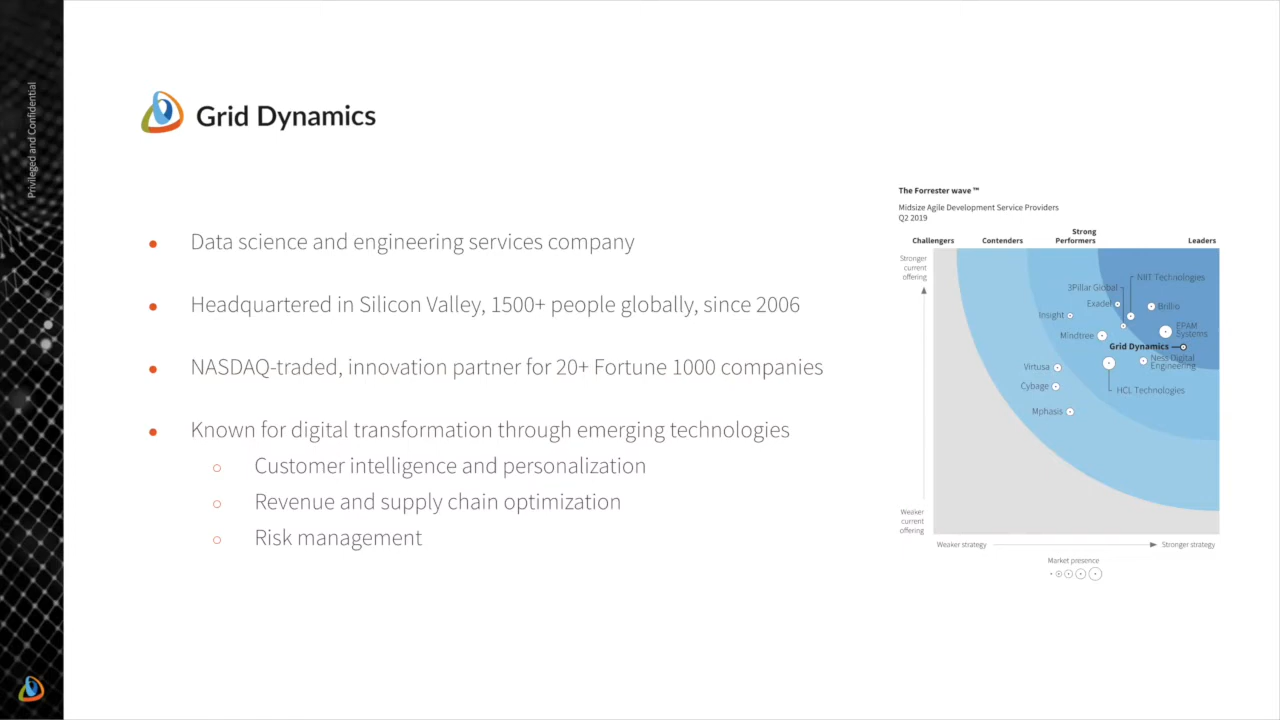 Privileged and Confidential
Grid Dynamics
Data science and engineering services company
Headquartered in Silicon Valley, 1500+ people globally, since 2006
NASDAQ-traded, innovation partner for 20+ Fortune 1000 companies
Known for digital transformation through emerging technologies
Customer intelligence and personalization
Revenue and supply chain optimization
Risk management
The Forrester wave ™
Midsize Agile Development Service Providers
Q2 2019
Challengers
Contenders
Strong
Performers
Leaders
Stronger
current
offering
NIIT Technologies
3Pillar Global
Exadel
Brillio
Insight
EPAM
Systems
Mindtree
Grid Dynamics
Ness Digital
Engineering
Virtusa
Cybage
HCL Technologies
Mphasis
Weaker
current
offering
Weaker strategy
Stronger strategy
Market presence